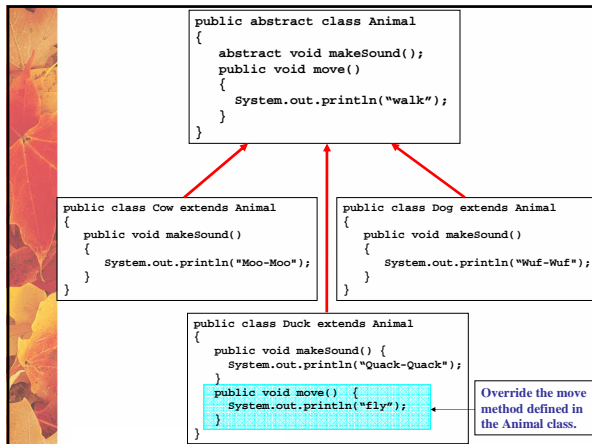 public abstract class Animal
{
abstract void makeSound();
public void move()
{
System.out.println(“walk”);
}
}
public class Cow extends Animal
{
public void makeSound()
{
System.out.println("Moo-Moo");
}
}
public class Dog extends Animal
{
public void makeSound()
{
System.out.println(“Wuf-Wuf");
}
}
public class Duck extends Animal
{
public void makeSound() {
System.out.println(“Quack-Quack");
}
public void move() {
System.out.println(“fly”);
}
}
Override the move
method defined in
the Animal class.